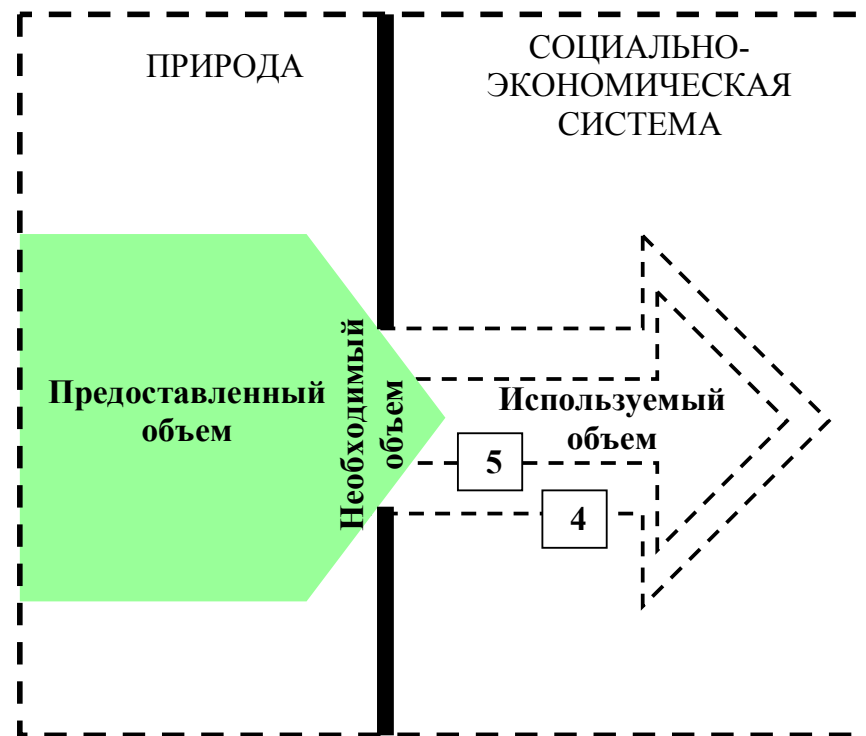 ПРИРОДА
СОЦИАЛЬНО-
ЭКОНОМИЧЕСКАЯ
СИСТЕМА
Предоставленный
объем
Необходимый
объем
Используемый
объем
5
4